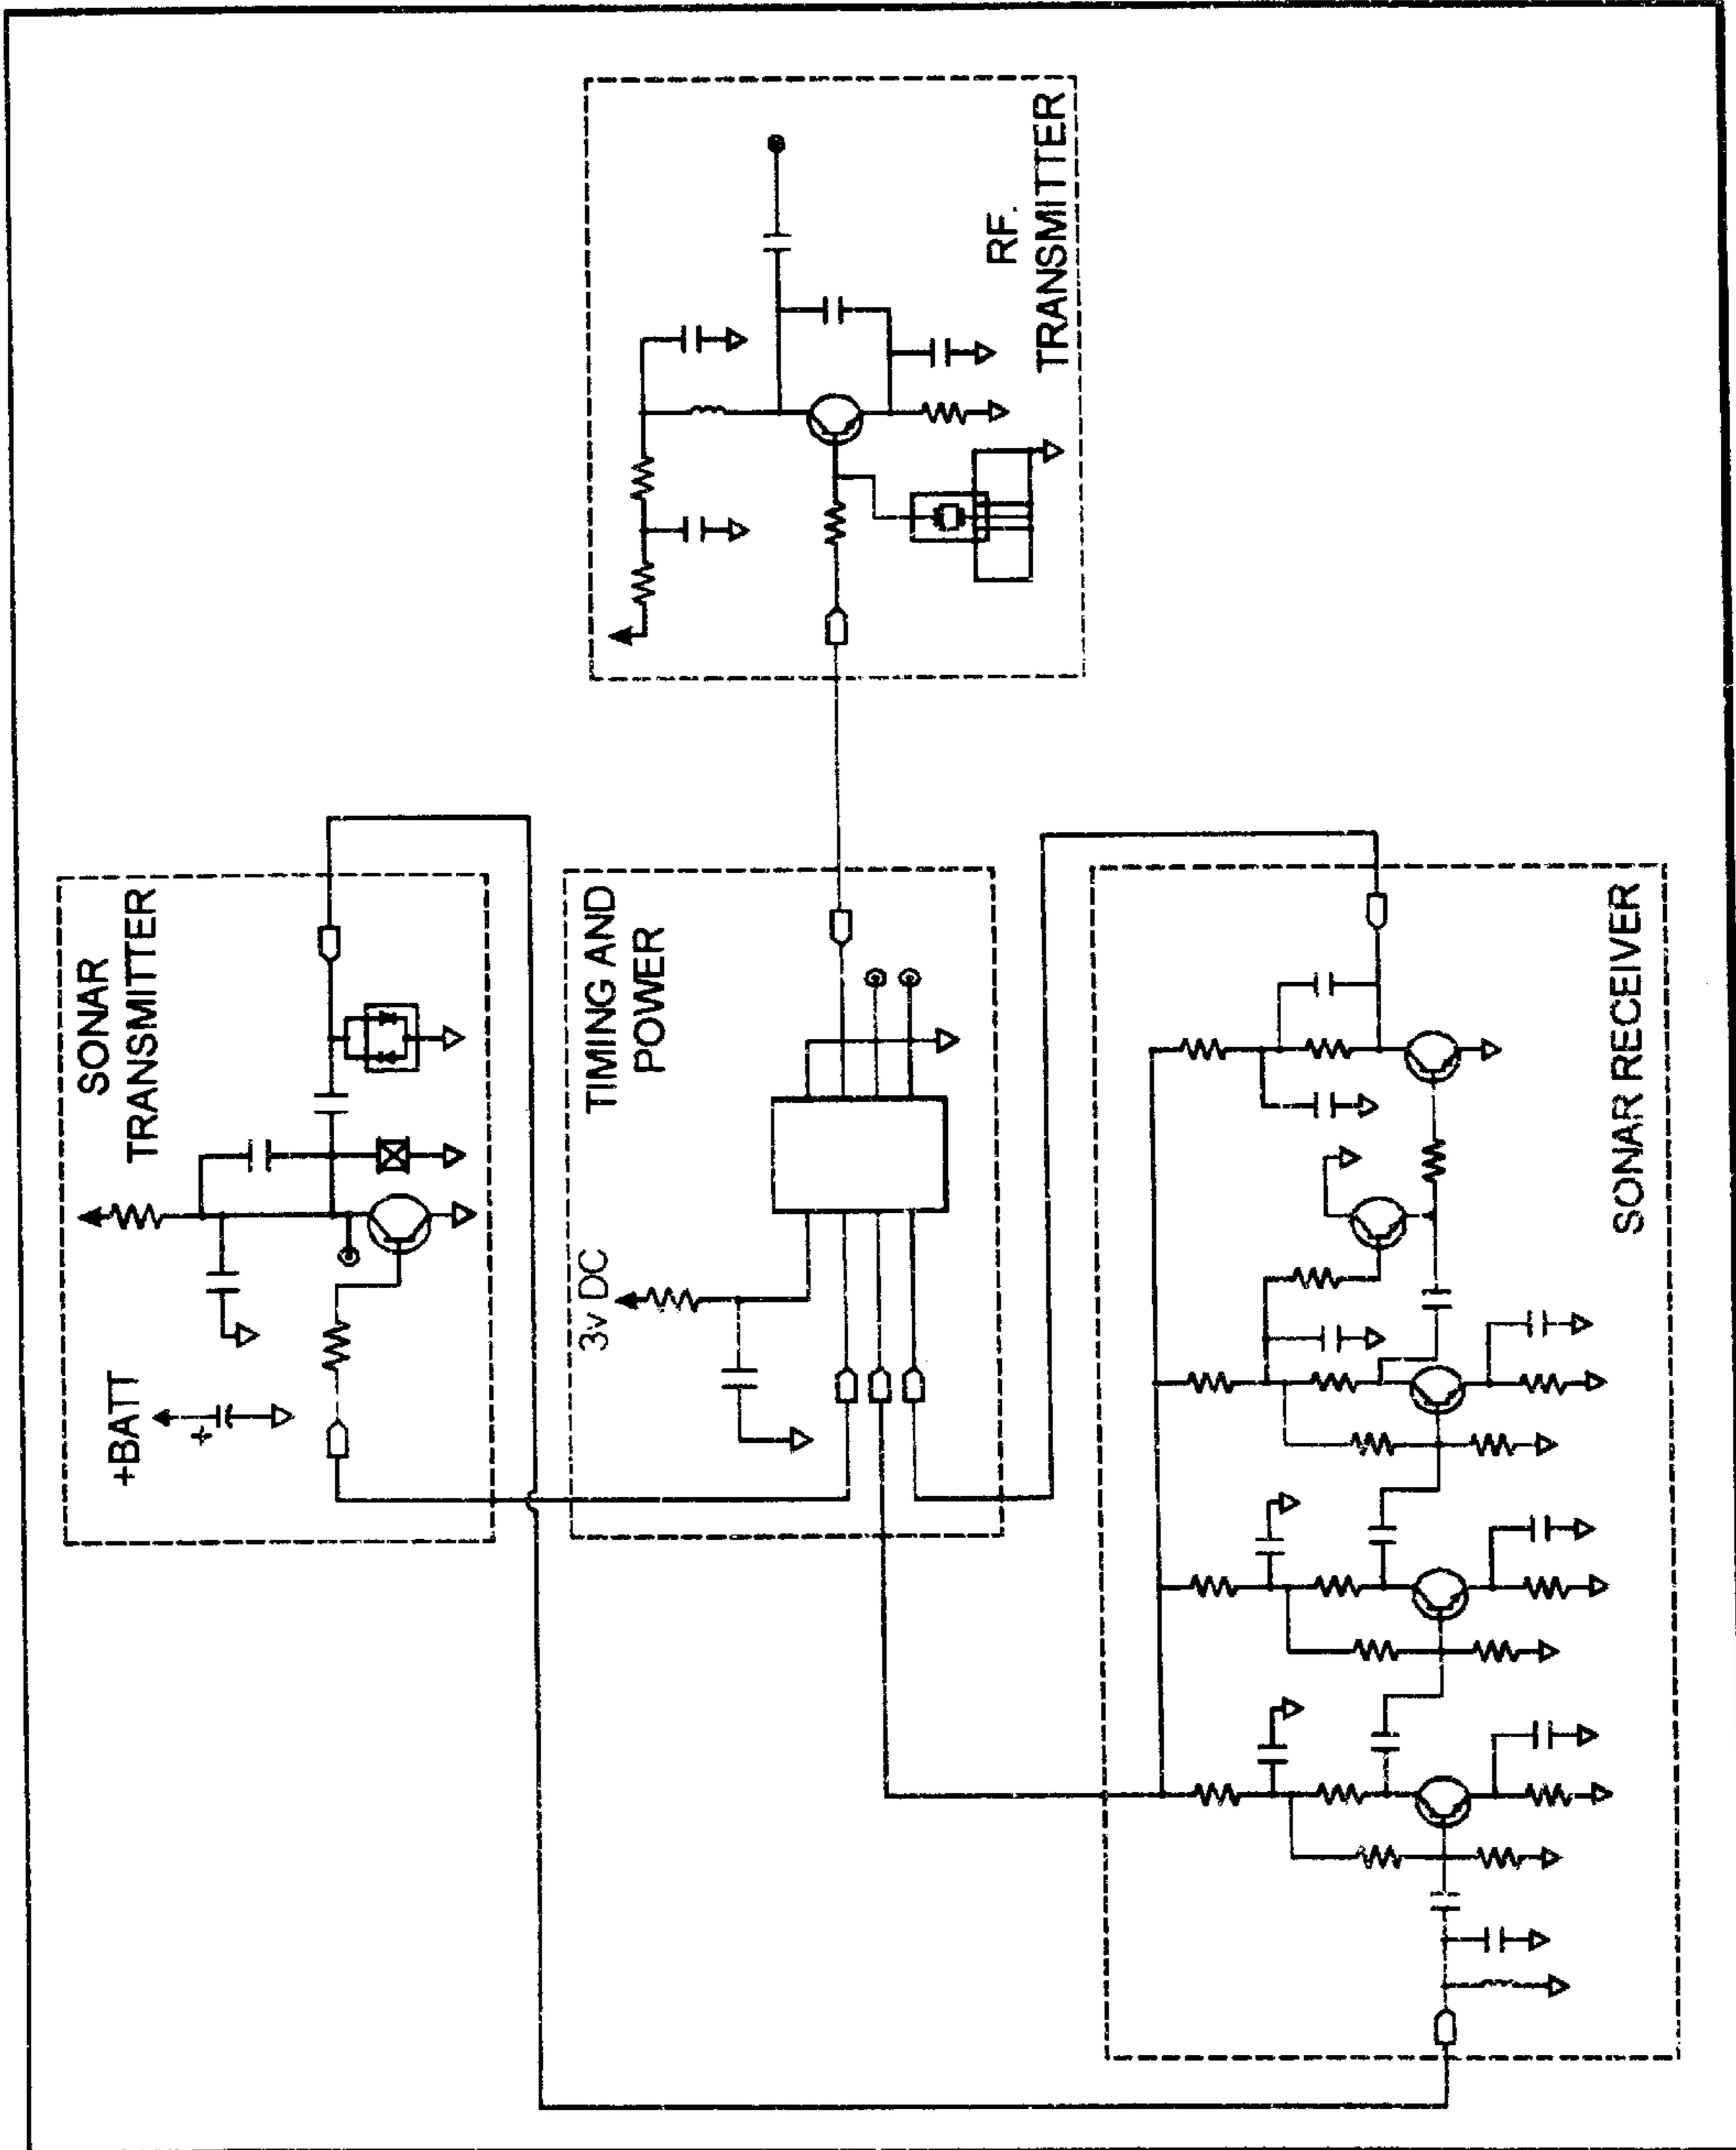 +BATT
+
SONAR
TRANSMITTER
3v DC
TIMING AND
POWER
RF.
TRANSMITTER
SONAR RECEIVER